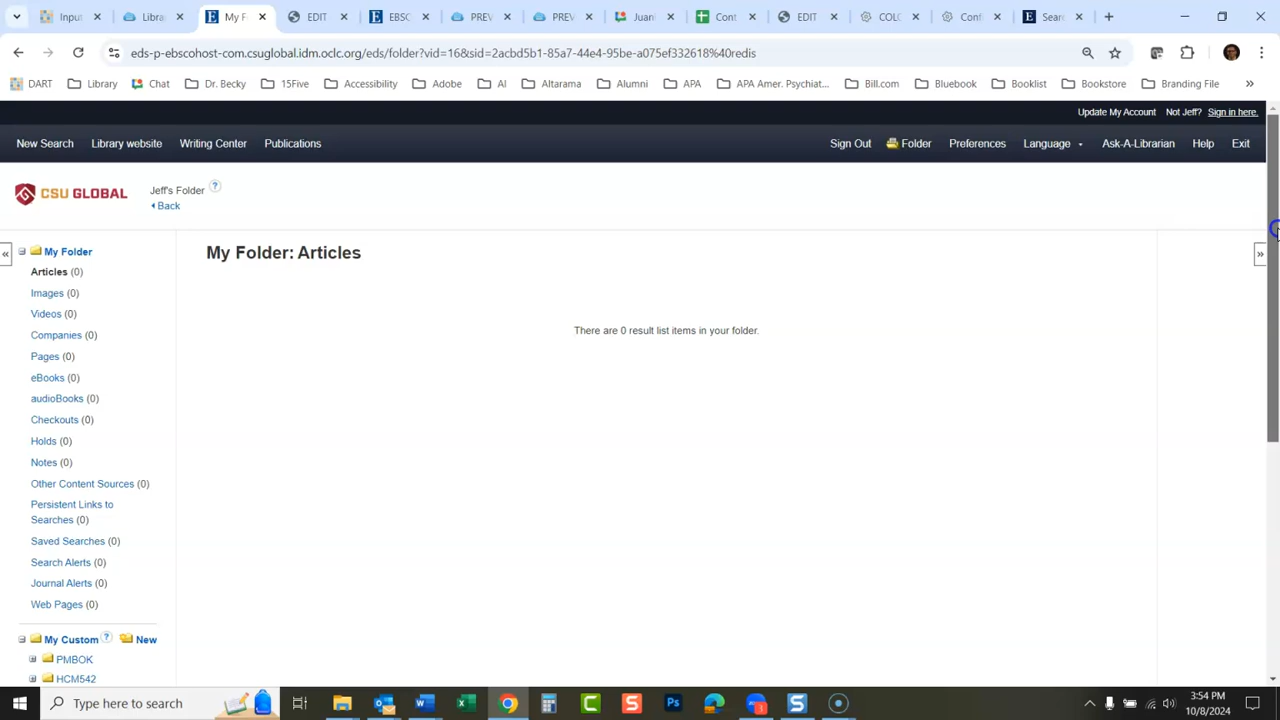 Input
Libra
My F
EDIT
EBSC
PREV
PREV
Juani
Cont
EDIT
COL
Conf
Sear
eds-p-ebscohost-com.csuglobal.idm.oclc.org/eds/folder?vid=16&sid=2acbd5b1-85a7-44e4-95be-a075ef332618%40redis
DART
Library
Chat
Dr. Becky
15Five
Accessibility
Adobe
AI
Altarama
Alumni
APA
APA Amer. Psychiat...
Bill.com
Bluebook
Booklist
Bookstore
Branding File
»
Update My Account Not Jeff? Sign in here.
New Search Library website Writing Center Publications
Sign Out Folder Preferences Language Ask-A-Librarian Help Exit
CSU GLOBAL
Jeff's Folder ?
Back
«
My Folder
Articles (0)
Images (0)
Videos (0)
Companies (0)
Pages (0)
eBooks (0)
audioBooks (0)
Checkouts (0)
Holds (0)
Notes (0)
Other Content Sources (0)
Persistent Links to
Searches (0)
Saved Searches (0)
Search Alerts (0)
Journal Alerts (0)
Web Pages (0)
My Custom ? New
PMBOK
HCM542
My Folder: Articles
There are 0 result list items in your folder.
»
Type here to search
3:54 PM
10/8/2024